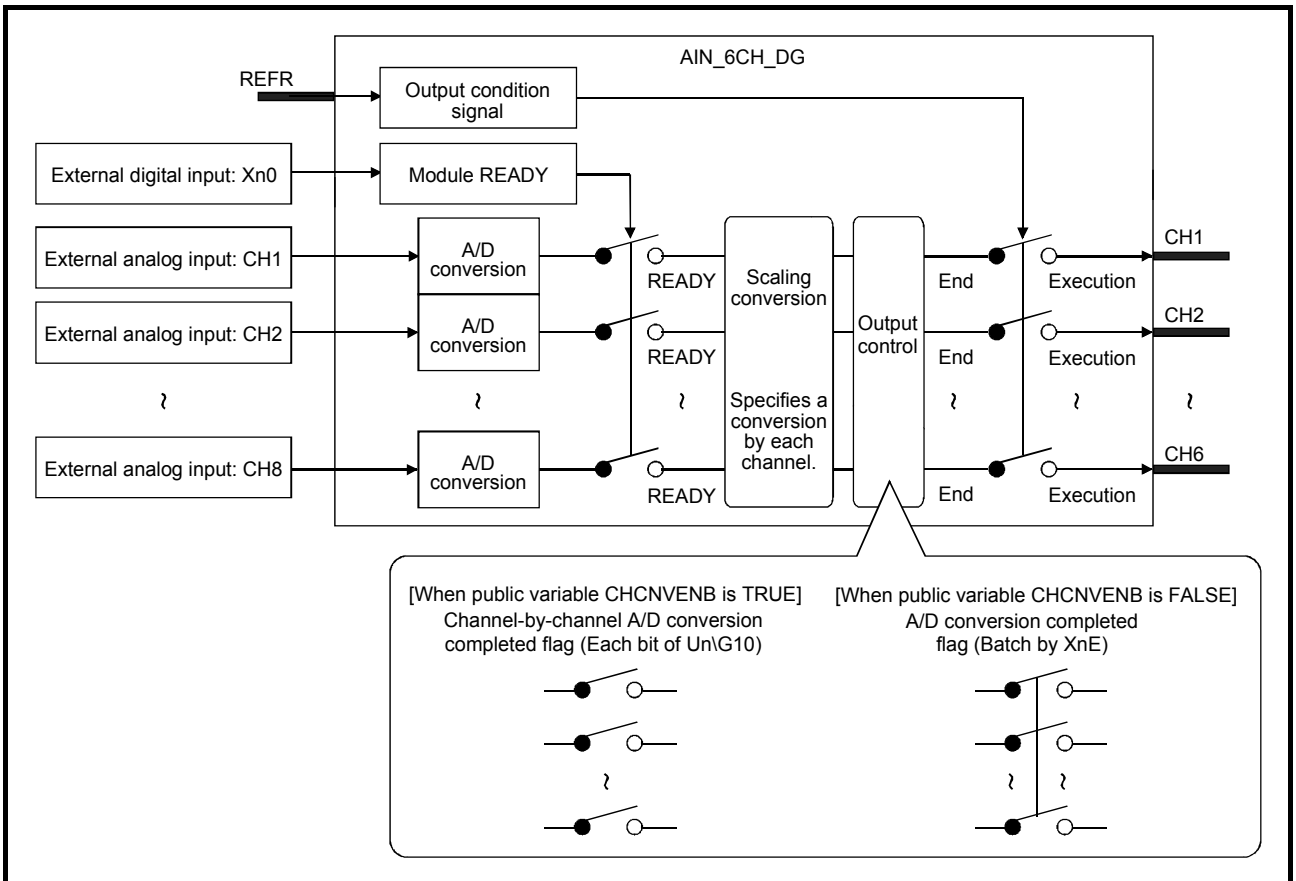 AIN_6CH_DG
REFR
Output condition
signal
External digital input: Xn0
Module READY
External analog input: CH1
A/D
conversion
READY
Scaling
conversion
Output
control
End
Execution
CH1
External analog input: CH2
A/D
conversion
READY
End
Execution
CH2
~
~
~
Specifies a
conversion
by each
channel.
~
~
~
External analog input: CH8
A/D
conversion
READY
End
Execution
CH6
[When public variable CHCNVENB is TRUE]
Channel-by-channel A/D conversion
completed flag (Each bit of Un\G10)
~
[When public variable CHCNVENB is FALSE]
A/D conversion completed
flag (Batch by XnE)
~ ~